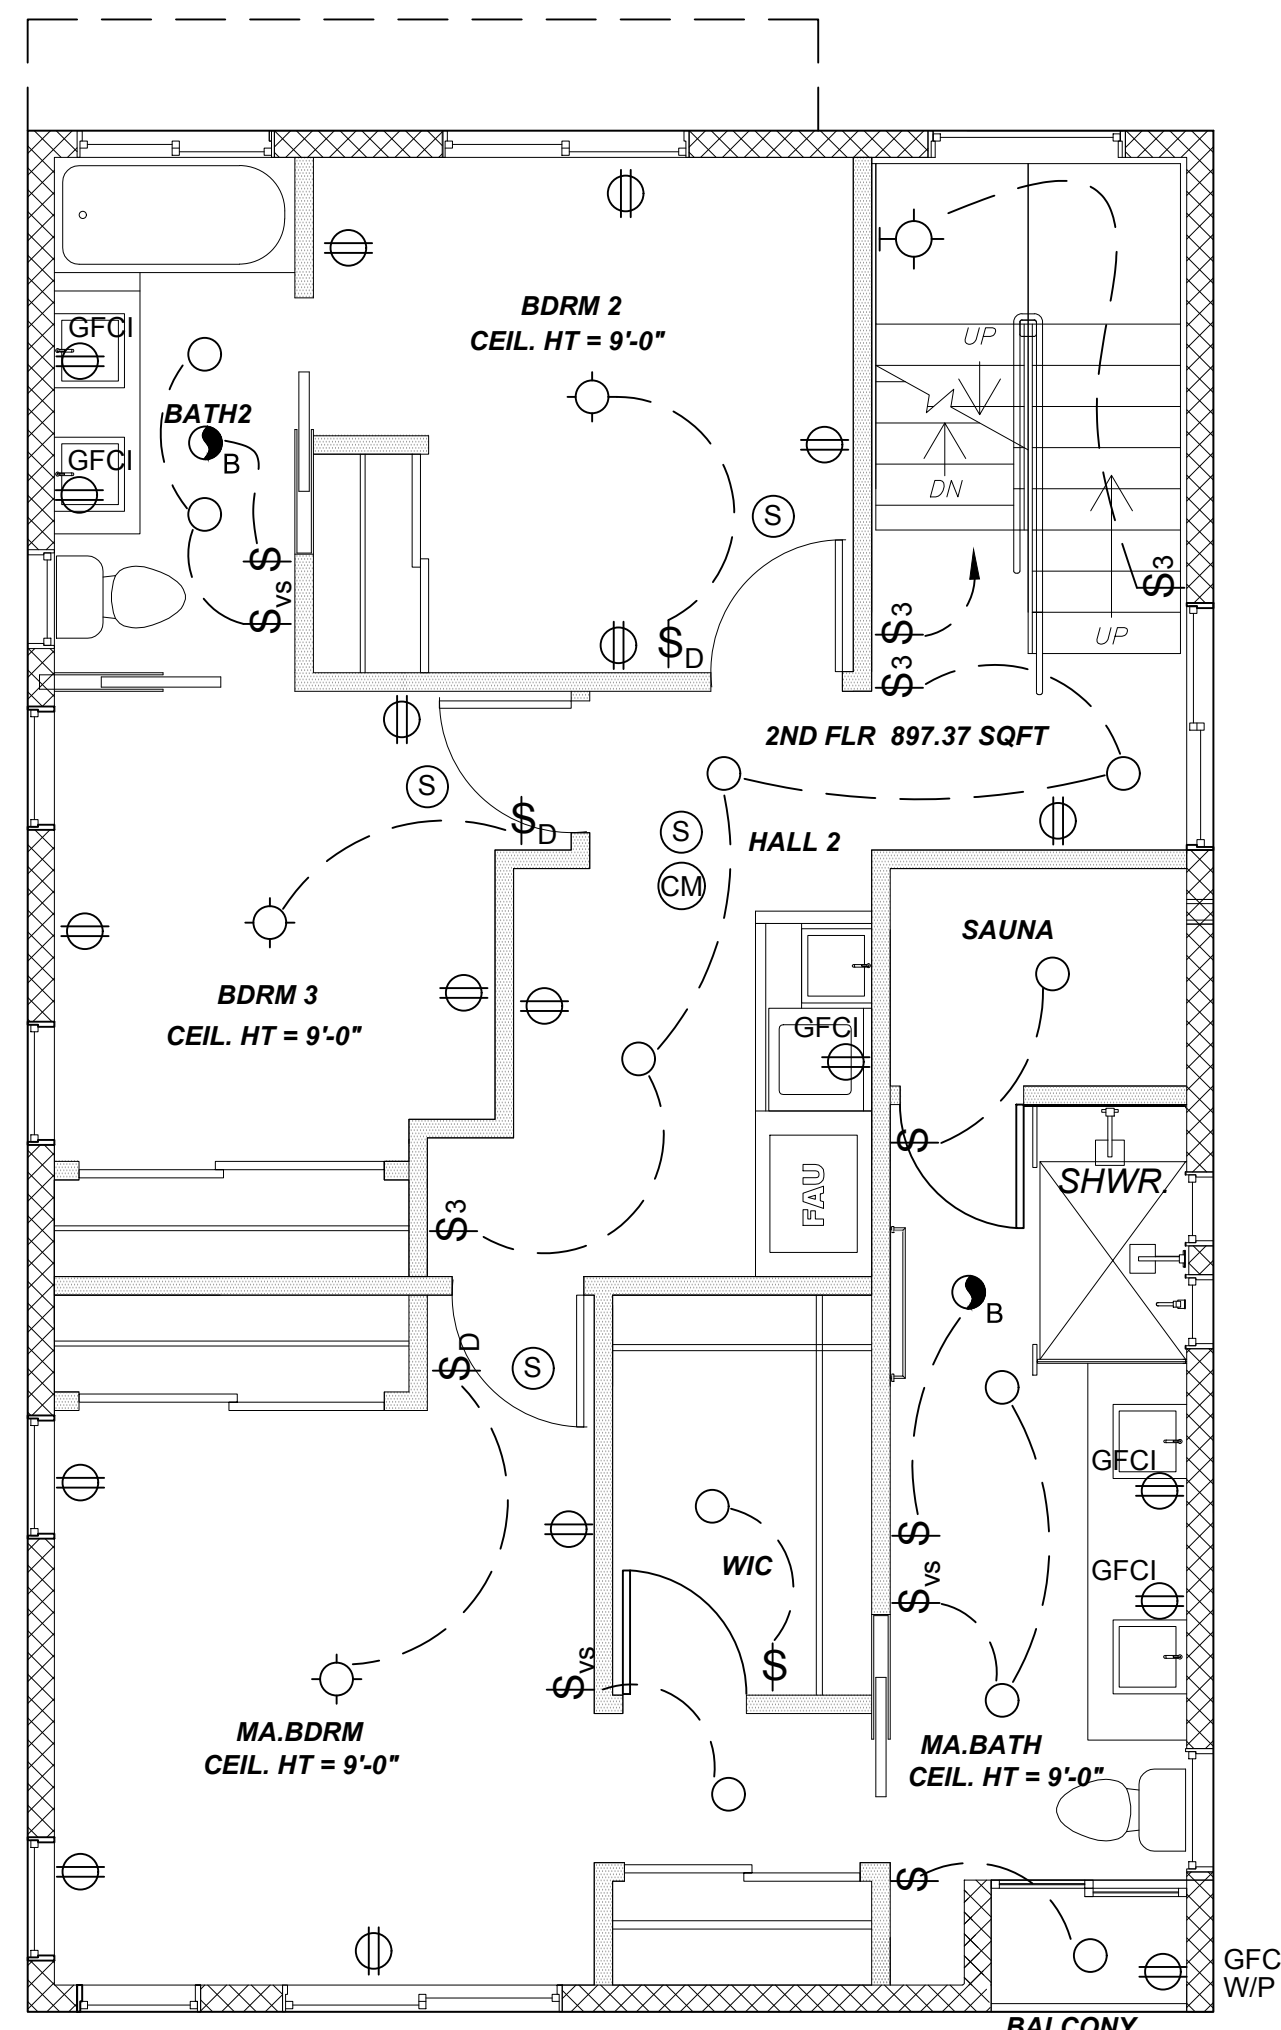 BDRM 2
CEIL. HT = 9'-0"
GFCI
UP
BATH2
GFCI
B
DN
S
$
$3
$vs
$3
UP
$D
$3
2ND FLR 897.37 SQFT
S
$D
S
HALL 2
CM
SAUNA
BDRM 3
CEIL. HT = 9'-0"
GFCI
$
SHWR.
FAU
$3
B
$D
S
GFCI
$
WIC
GFCI
$vs
$
$vs
MA.BDRM
CEIL. HT = 9'-0"
MA.BATH
CEIL. HT = 9'-0"
$
GFC
W/P
BALCONY